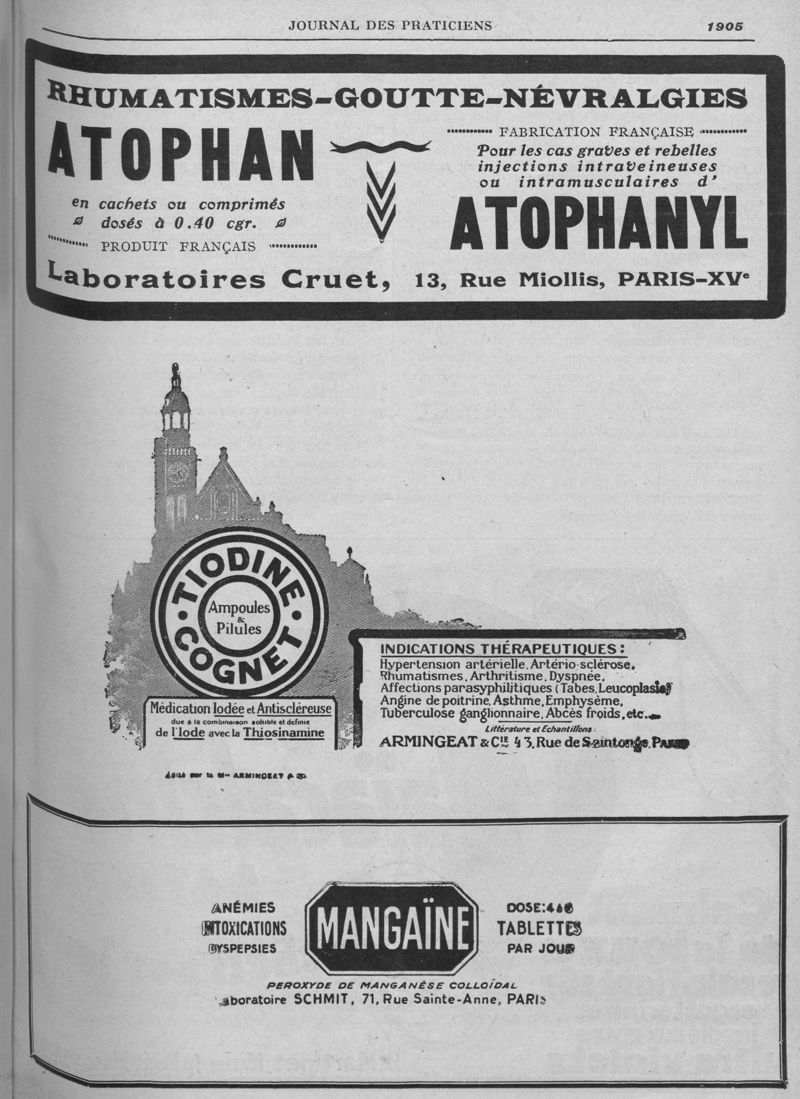 JOURNAL DES PRATICIENS
1905
RHUMATISMES-GOUTTE-NÉVRALGIES
ATOPHAN
en cachets ou comprimés
dosés à 0.40 cgr.
PRODUIT FRANÇAIS
FABRICATION FRANÇAISE
Pour les cas graves et rebelles
injections intraveineuses
ou intramusculaires d'
ATOPHANYL
Laboratoires Cruet, 13, Rue Miollis, PARIS-XVe
TIODINE
COGNET
Ampoules
&
Pilules
Médication Iodée et Antiscléreuse
due à la combinaison soluble et définie
de l'Iode avec la Thiosinamine
INDICATIONS THÉRAPEUTIQUES:
Hypertension artérielle, Artério-sclérose,
Rhumatismes, Arthritisme, Dyspnée,
Affections parasyphilitiques (Tabes, Leucoplasie)
Angine de poitrine, Asthme, Emphysème,
Tuberculose ganglionnaire, Abcès froids, etc.
Littérature et Echantillons:
ARMINGEAT & Cie 43, Rue de Saintonge, Paris
ARMINGEAT
ANÉMIES
INTOXICATIONS
DYSPEPSIES
MANGAÏNE
DOSE: 4 à 6
TABLETTES
PAR JOUR
PEROXYDE DE MANGANÈSE COLLOÏDAL
Laboratoire SCHMIT, 71, Rue Sainte-Anne, PARIS